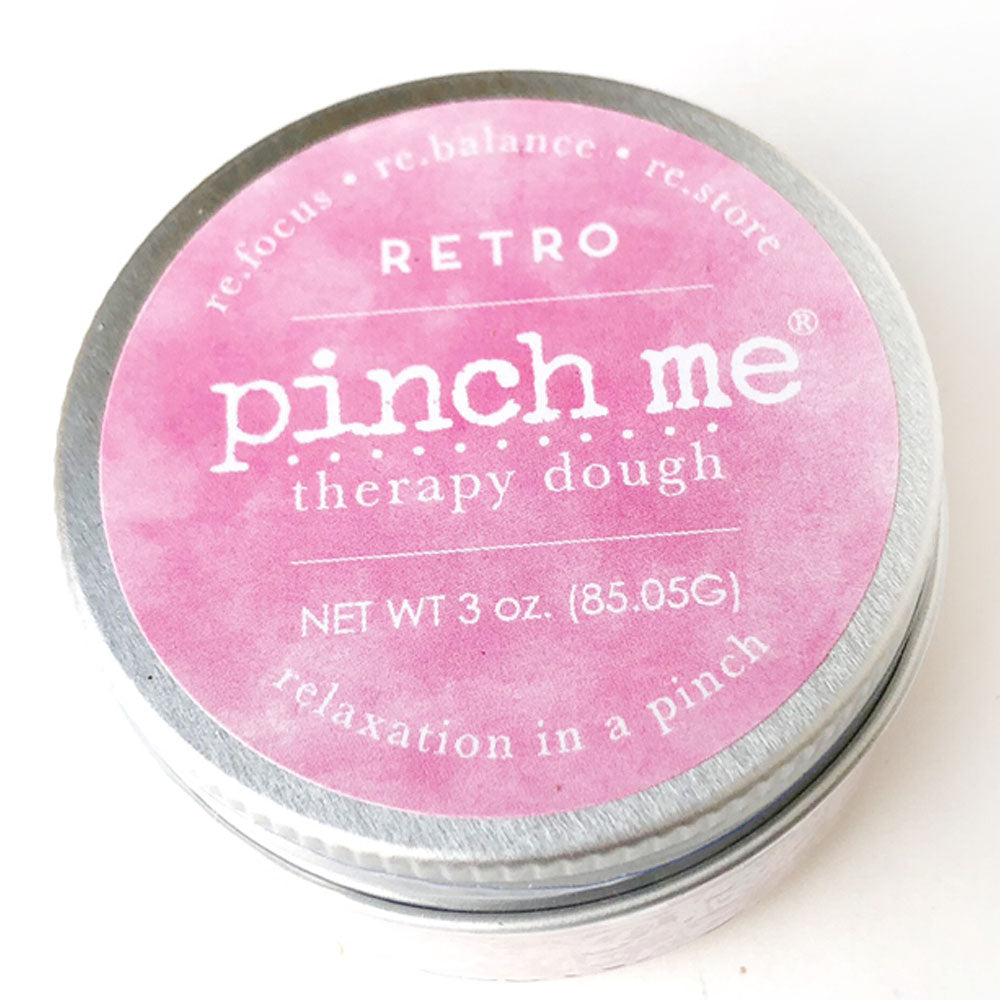 re.focus • re.balance • re.store
RETRO
pinch me®
therapy dough
NET WT 3 oz. (85.05G)
relaxation in a pinch